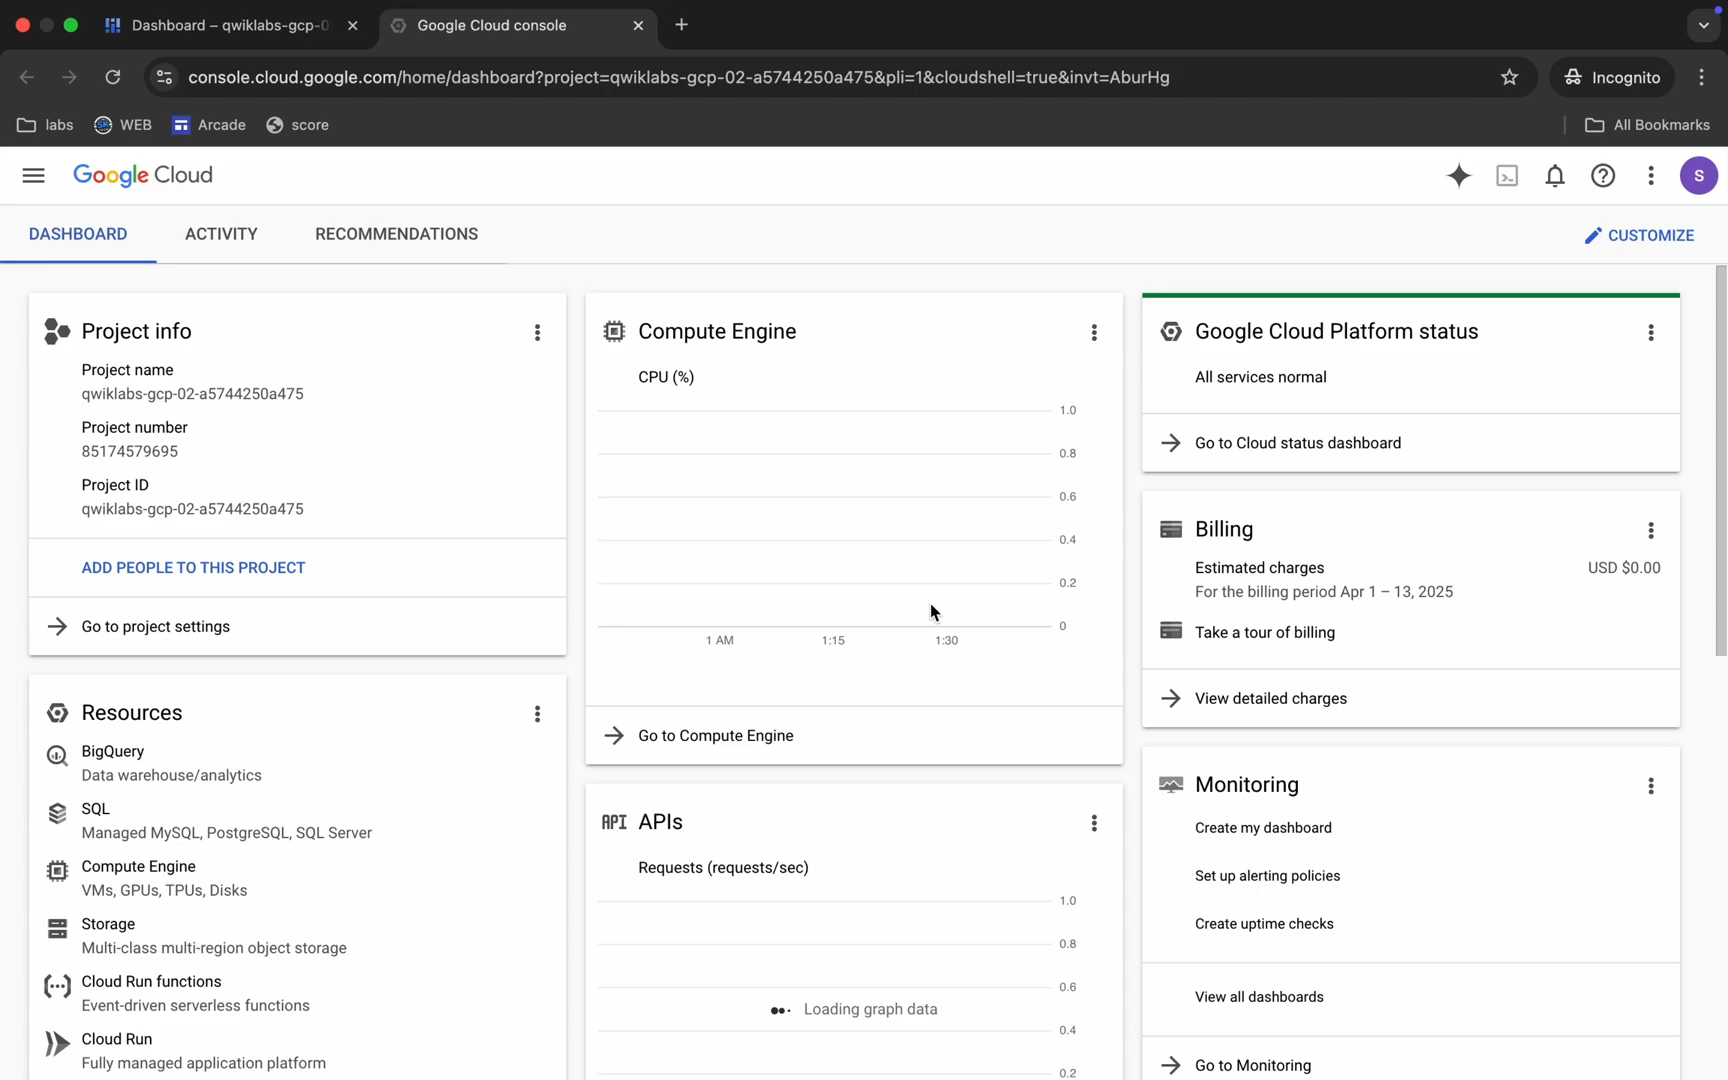 Dashboard – qwiklabs-gcp-0
Google Cloud console
console.cloud.google.com/home/dashboard?project=qwiklabs-gcp-02-a5744250a475&pli=1&cloudshell=true&invt=AburHg
Incognito
labs
WEB
Arcade
score
All Bookmarks
Google Cloud
S
DASHBOARD
ACTIVITY
RECOMMENDATIONS
CUSTOMIZE
Project info
Project name
qwiklabs-gcp-02-a5744250a475
Project number
85174579695
Project ID
qwiklabs-gcp-02-a5744250a475
ADD PEOPLE TO THIS PROJECT
Go to project settings
Resources
BigQuery
Data warehouse/analytics
SQL
Managed MySQL, PostgreSQL, SQL Server
Compute Engine
VMs, GPUs, TPUs, Disks
Storage
Multi-class multi-region object storage
Cloud Run functions
Event-driven serverless functions
Cloud Run
Fully managed application platform
Compute Engine
CPU (%)
1.0
0.8
0.6
0.4
0.2
0
1 AM
1:15
1:30
Go to Compute Engine
API APIs
Requests (requests/sec)
1.0
0.8
0.6
Loading graph data
0.4
0.2
Google Cloud Platform status
All services normal
Go to Cloud status dashboard
Billing
Estimated charges
USD $0.00
For the billing period Apr 1 – 13, 2025
Take a tour of billing
View detailed charges
Monitoring
Create my dashboard
Set up alerting policies
Create uptime checks
View all dashboards
Go to Monitoring